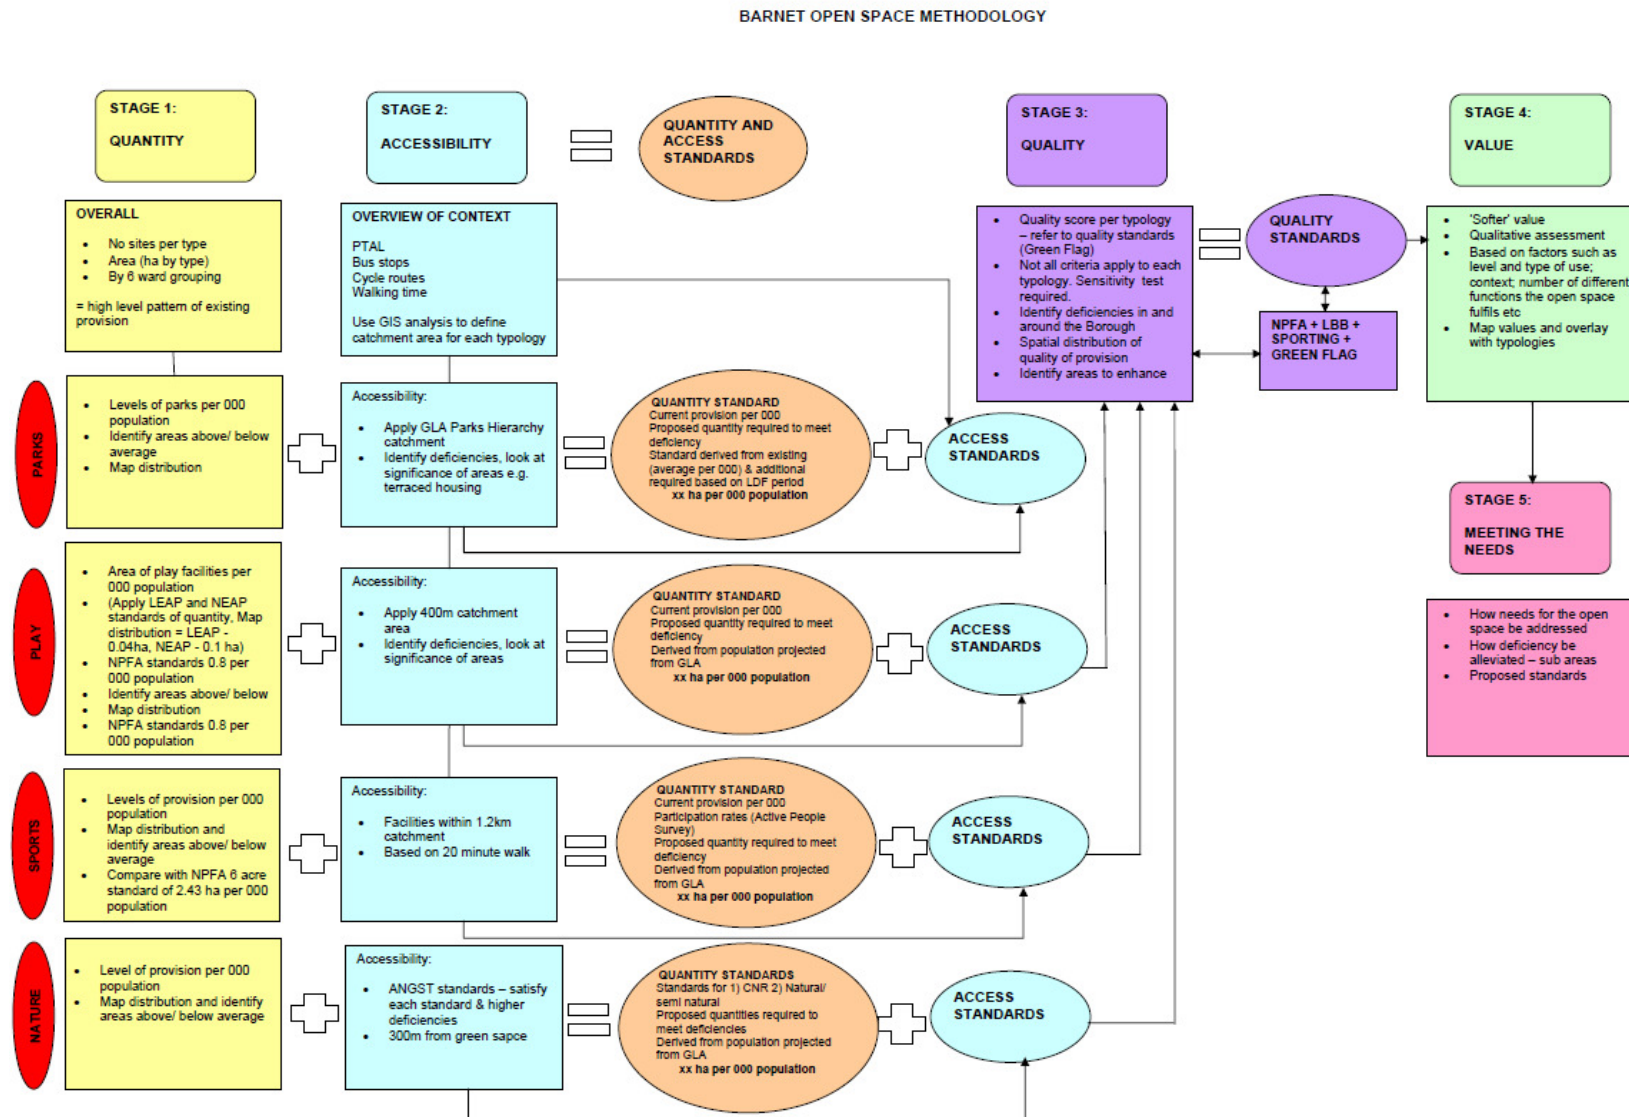 BARNET OPEN SPACE METHODOLOGY
STAGE 1:
QUANTITY
STAGE 2:
ACCESSIBILITY
QUANTITY AND
ACCESS
STANDARDS
STAGE 3:
QUALITY
STAGE 4:
VALUE
OVERALL
• No sites per type
• Area (ha by type)
• By 6 ward grouping
= high level pattern of existing
provision
OVERVIEW OF CONTEXT
PTAL
Bus stops
Cycle routes
Walking time
Use GIS analysis to define
catchment area for each typology
• Quality score per typology
– refer to quality standards
(Green Flag)
• Not all criteria apply to each
typology. Sensitivity test
required.
• Identify deficiencies in and
around the Borough
• Spatial distribution of
quality of provision
• Identify areas to enhance
QUALITY
STANDARDS
NPFA + LBB +
SPORTING +
GREEN FLAG
• 'Softer' value
• Qualitative assessment
• Based on factors such as
level and type of use;
context; number of different
functions the open space
fulfils etc
• Map values and overlay
with typologies
PARKS
• Levels of parks per 000
population
• Identify areas above/ below
average
• Map distribution
Accessibility:
• Apply GLA Parks Hierarchy
catchment
• Identify deficiencies, look at
significance of areas e.g.
terraced housing
QUANTITY STANDARD
Current provision per 000
Proposed quantity required to meet
deficiency
Standard derived from existing
(average per 000) & additional
required based on LDF period
xx ha per 000 population
ACCESS
STANDARDS
STAGE 5:
MEETING THE
NEEDS
• How needs for the open
space be addressed
• How deficiency be
alleviated – sub areas
• Proposed standards
PLAY
• Area of play facilities per
000 population
• (Apply LEAP and NEAP
standards of quantity, Map
distribution = LEAP -
0.04ha, NEAP - 0.1 ha)
• NPFA standards 0.8 per
000 population
• Identify areas above/ below
• Map distribution
• NPFA standards 0.8 per
000 population
Accessibility:
• Apply 400m catchment
area
• Identify deficiencies, look at
significance of areas
QUANTITY STANDARD
Current provision per 000
Proposed quantity required to meet
deficiency
Derived from population projected
from GLA
xx ha per 000 population
ACCESS
STANDARDS
SPORTS
• Levels of provision per 000
population
• Map distribution and
identify areas above/ below
average
• Compare with NPFA 6 acre
standard of 2.43 ha per 000
population
Accessibility:
• Facilities within 1.2km
catchment
• Based on 20 minute walk
QUANTITY STANDARD
Current provision per 000
Participation rates (Active People
Survey)
Proposed quantity required to meet
deficiency
Derived from population projected
from GLA
xx ha per 000 population
ACCESS
STANDARDS
NATURE
• Level of provision per 000
population
• Map distribution and identify
areas above/ below average
Accessibility:
• ANGST standards – satisfy
each standard & higher
deficiencies
• 300m from green sapce
QUANTITY STANDARDS
Standards for 1) CNR 2) Natural/
semi natural
Proposed quantities required to
meet deficiencies
Derived from population projected
from GLA
xx ha per 000 population
ACCESS
STANDARDS